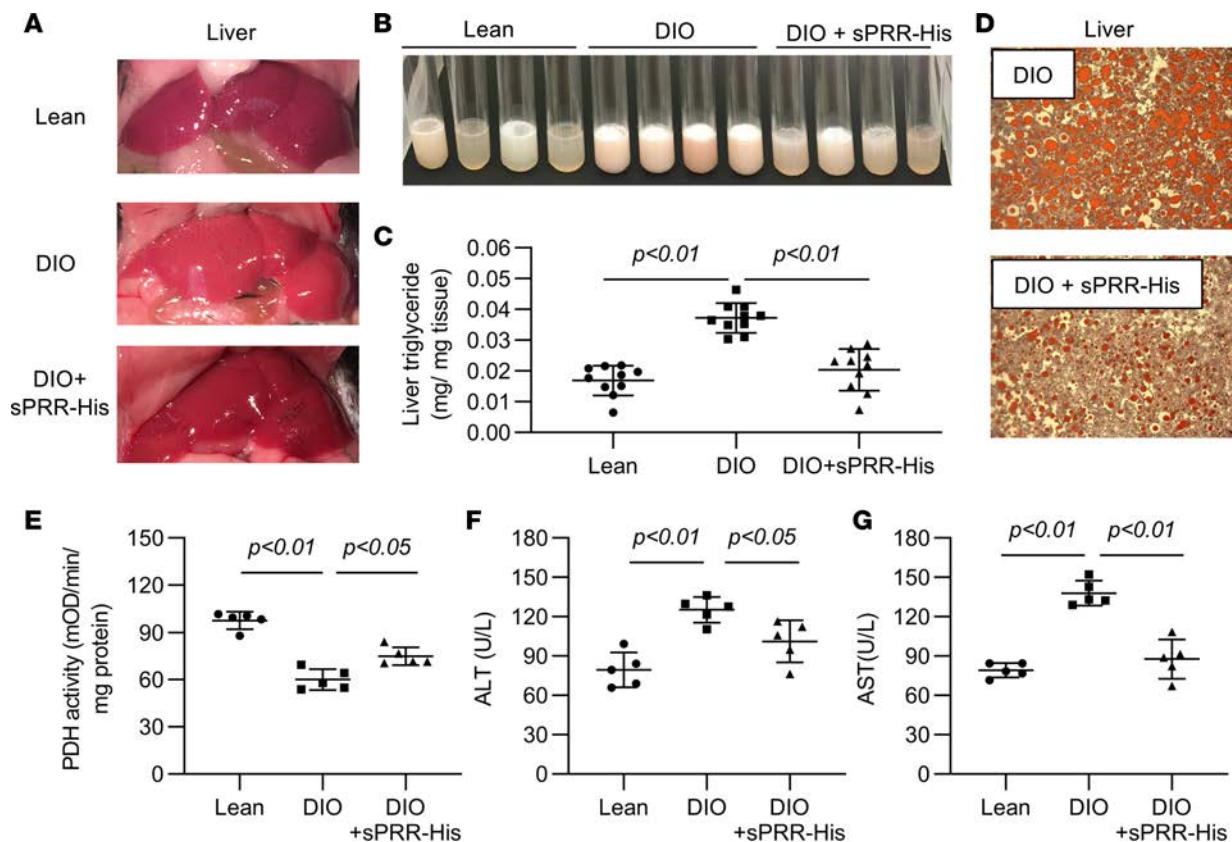 A
Liver
Lean
DIO
DIO+
sPRR-His
B
Lean
DIO
DIO + sPRR-His
C
Liver triglyceride
(mg/ mg tissue)
0.06
0.05
0.04
0.03
0.02
0.01
0.00
p<0.01
p<0.01
Lean
DIO
DIO+sPRR-His
D
Liver
DIO
DIO + sPRR-His
E
PDH activity (mOD/min/
mg protein)
150
120
90
60
30
0
p<0.01
p<0.05
Lean
DIO
DIO
+sPRR-His
F
ALT (U/L)
180
150
120
90
60
30
0
p<0.01
p<0.05
Lean
DIO
DIO
+sPRR-His
G
AST(U/L)
180
150
120
90
60
30
0
p<0.01
p<0.01
Lean
DIO
DIO
+sPRR-His